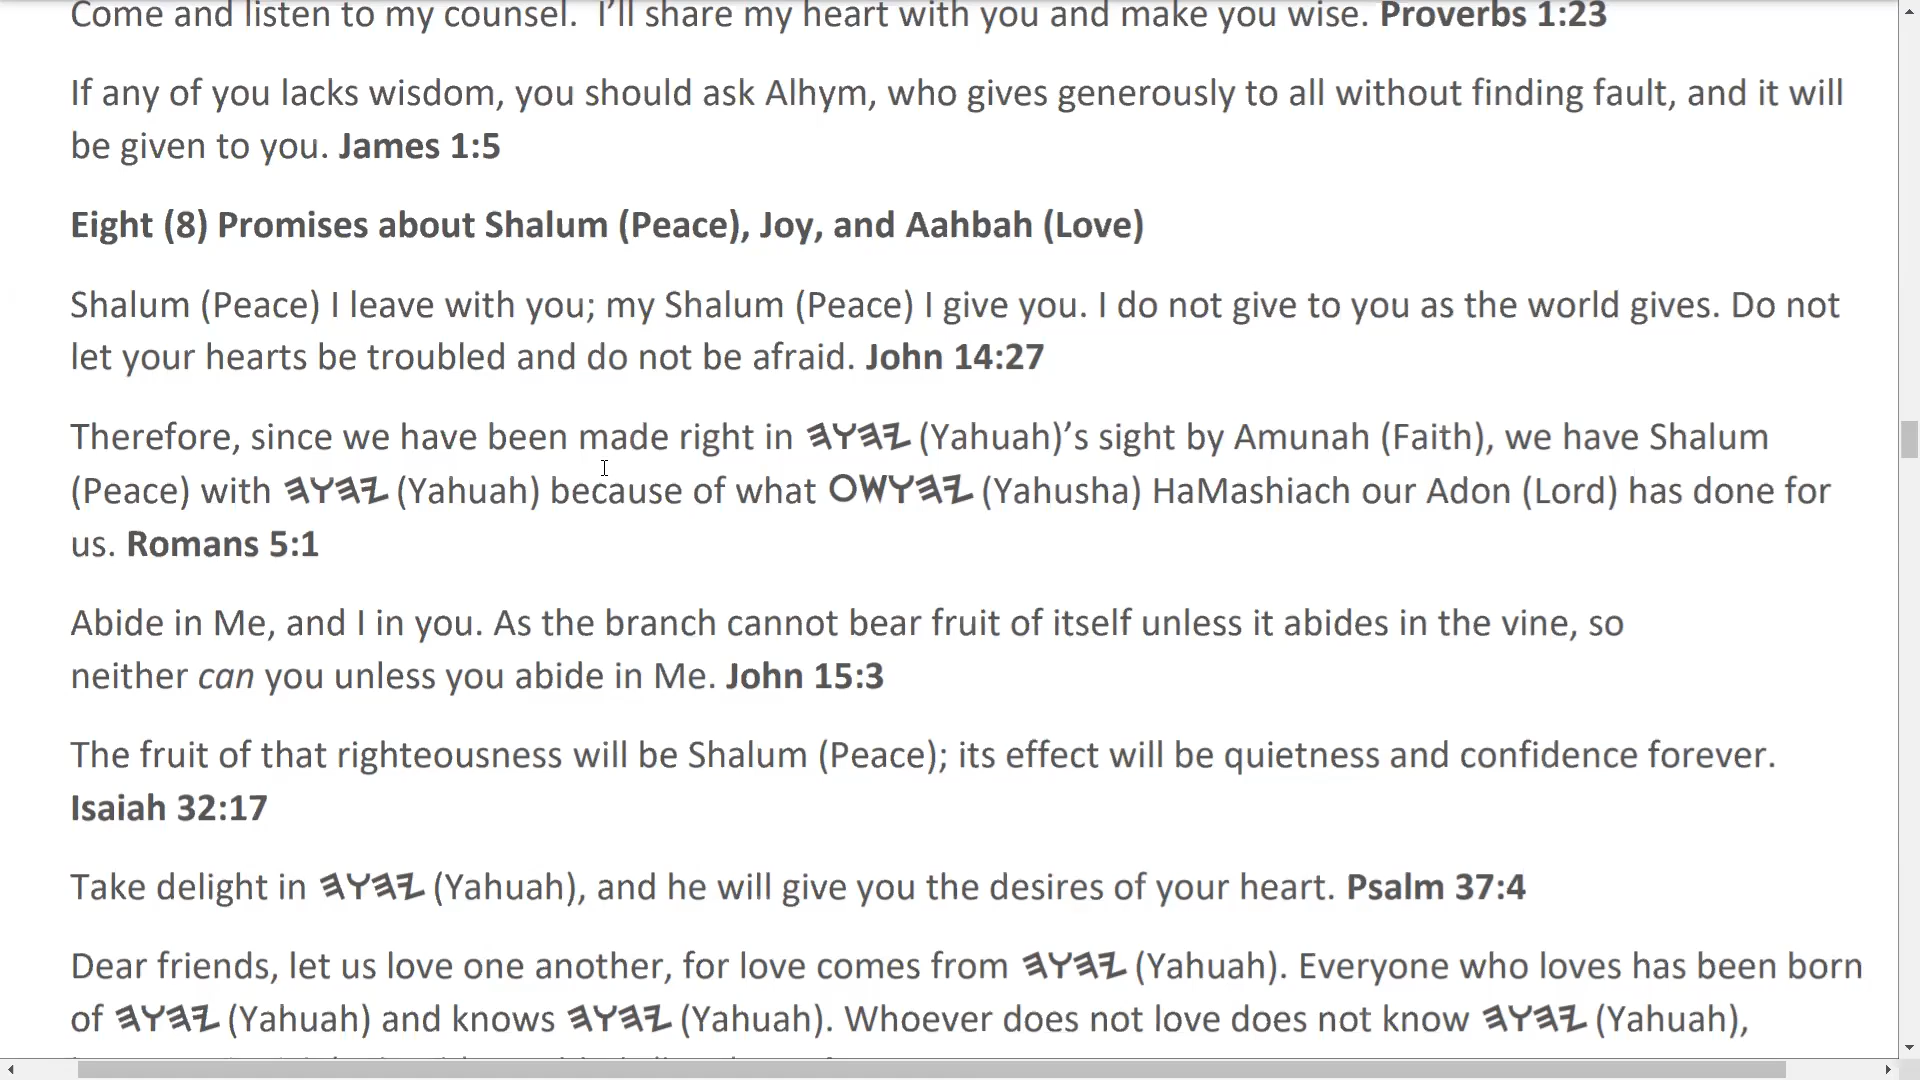 Come and listen to my counsel.  I’ll share my heart with you and make you wise. Proverbs 1:23
If any of you lacks wisdom, you should ask Alhym, who gives generously to all without finding fault, and it will
be given to you. James 1:5
Eight (8) Promises about Shalum (Peace), Joy, and Aahbah (Love)
Shalum (Peace) I leave with you; my Shalum (Peace) I give you. I do not give to you as the world gives. Do not
let your hearts be troubled and do not be afraid. John 14:27
Therefore, since we have been made right in 𐤉𐤄𐤅𐤄 (Yahuah)’s sight by Amunah (Faith), we have Shalum
(Peace) with 𐤉𐤄𐤅𐤄 (Yahuah) because of what 𐤉𐤄𐤅𐤔𐤏 (Yahusha) HaMashiach our Adon (Lord) has done for
us. Romans 5:1
Abide in Me, and I in you. As the branch cannot bear fruit of itself unless it abides in the vine, so
neither can you unless you abide in Me. John 15:3
The fruit of that righteousness will be Shalum (Peace); its effect will be quietness and confidence forever.
Isaiah 32:17
Take delight in 𐤉𐤄𐤅𐤄 (Yahuah), and he will give you the desires of your heart. Psalm 37:4
Dear friends, let us love one another, for love comes from 𐤉𐤄𐤅𐤄 (Yahuah). Everyone who loves has been born
of 𐤉𐤄𐤅𐤄 (Yahuah) and knows 𐤉𐤄𐤅𐤄 (Yahuah). Whoever does not love does not know 𐤉𐤄𐤅𐤄 (Yahuah),